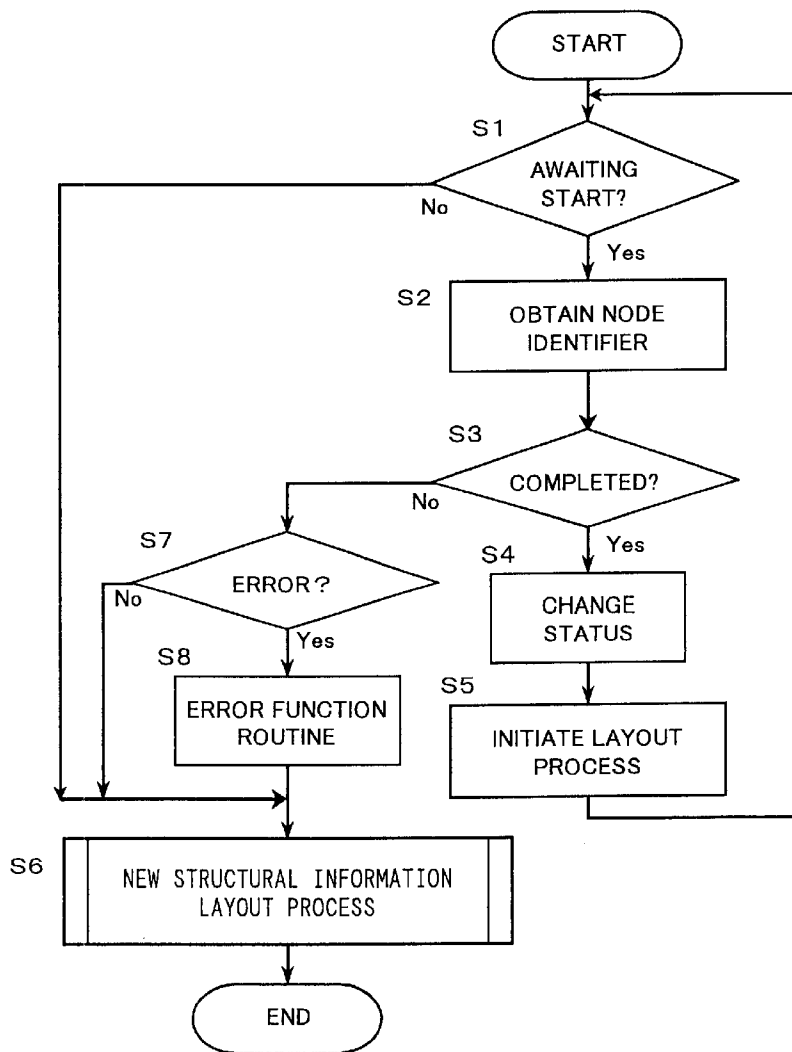 START
S1
AWAITING
START?
No
Yes
S2
OBTAIN NODE
IDENTIFIER
S3
COMPLETED?
No
Yes
S7
ERROR?
No
Yes
S4
CHANGE
STATUS
S8
ERROR FUNCTION
ROUTINE
S5
INITIATE LAYOUT
PROCESS
S6
NEW STRUCTURAL INFORMATION
LAYOUT PROCESS
END